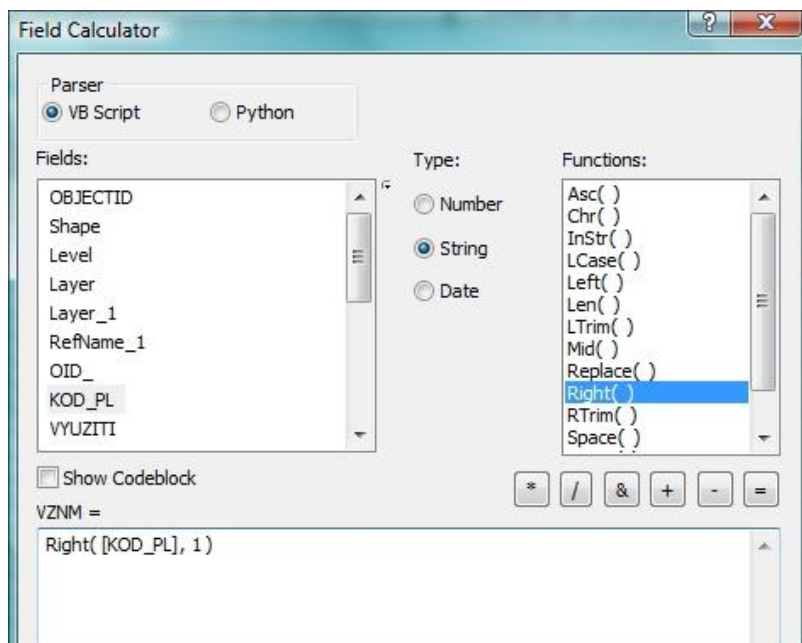 Field Calculator
?
X
Parser
VB Script
Python
Fields:
OBJECTID
Shape
Level
Layer
Layer_1
RefName_1
OID_
KOD_PL
VYUZITI
Type:
Number
String
Date
Functions:
Asc( )
Chr( )
InStr( )
LCase( )
Left( )
Len( )
LTrim( )
Mid( )
Replace( )
Right( )
RTrim( )
Space( )
Show Codeblock
* / & + - =
VZNM =
Right( [KOD_PL], 1 )